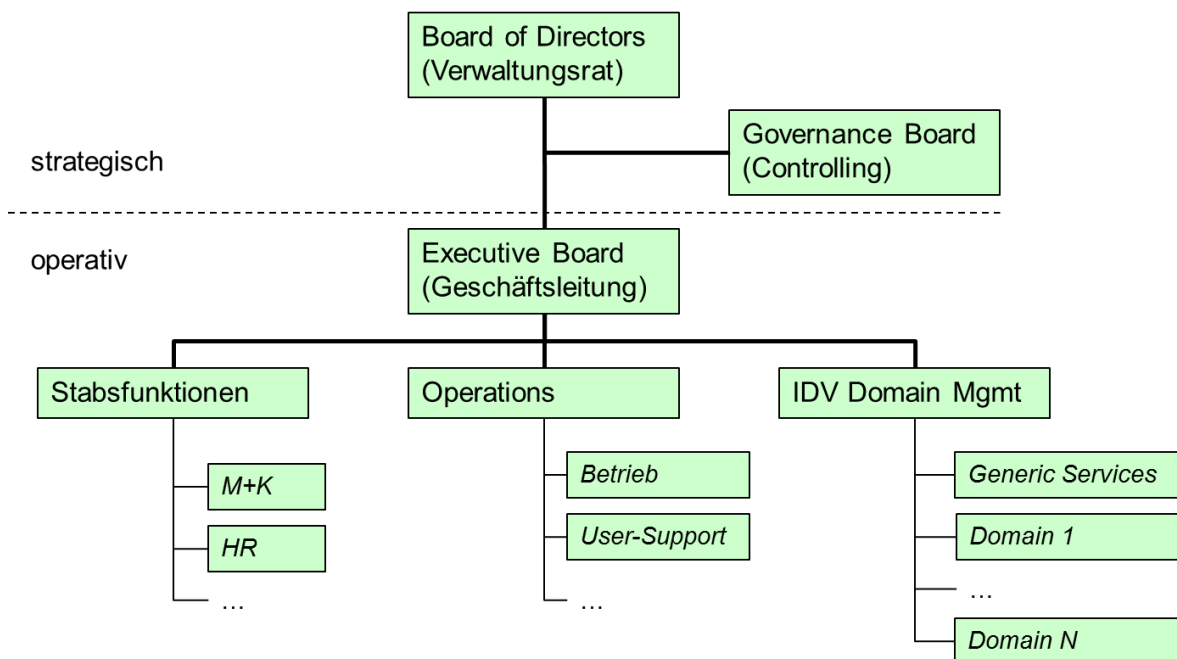 Board of Directors
(Verwaltungsrat)
Governance Board
(Controlling)
strategisch
operativ
Executive Board
(Geschäftsleitung)
Stabsfunktionen
Operations
IDV Domain Mgmt
M+K
HR
...
Betrieb
User-Support
...
Generic Services
Domain 1
...
Domain N